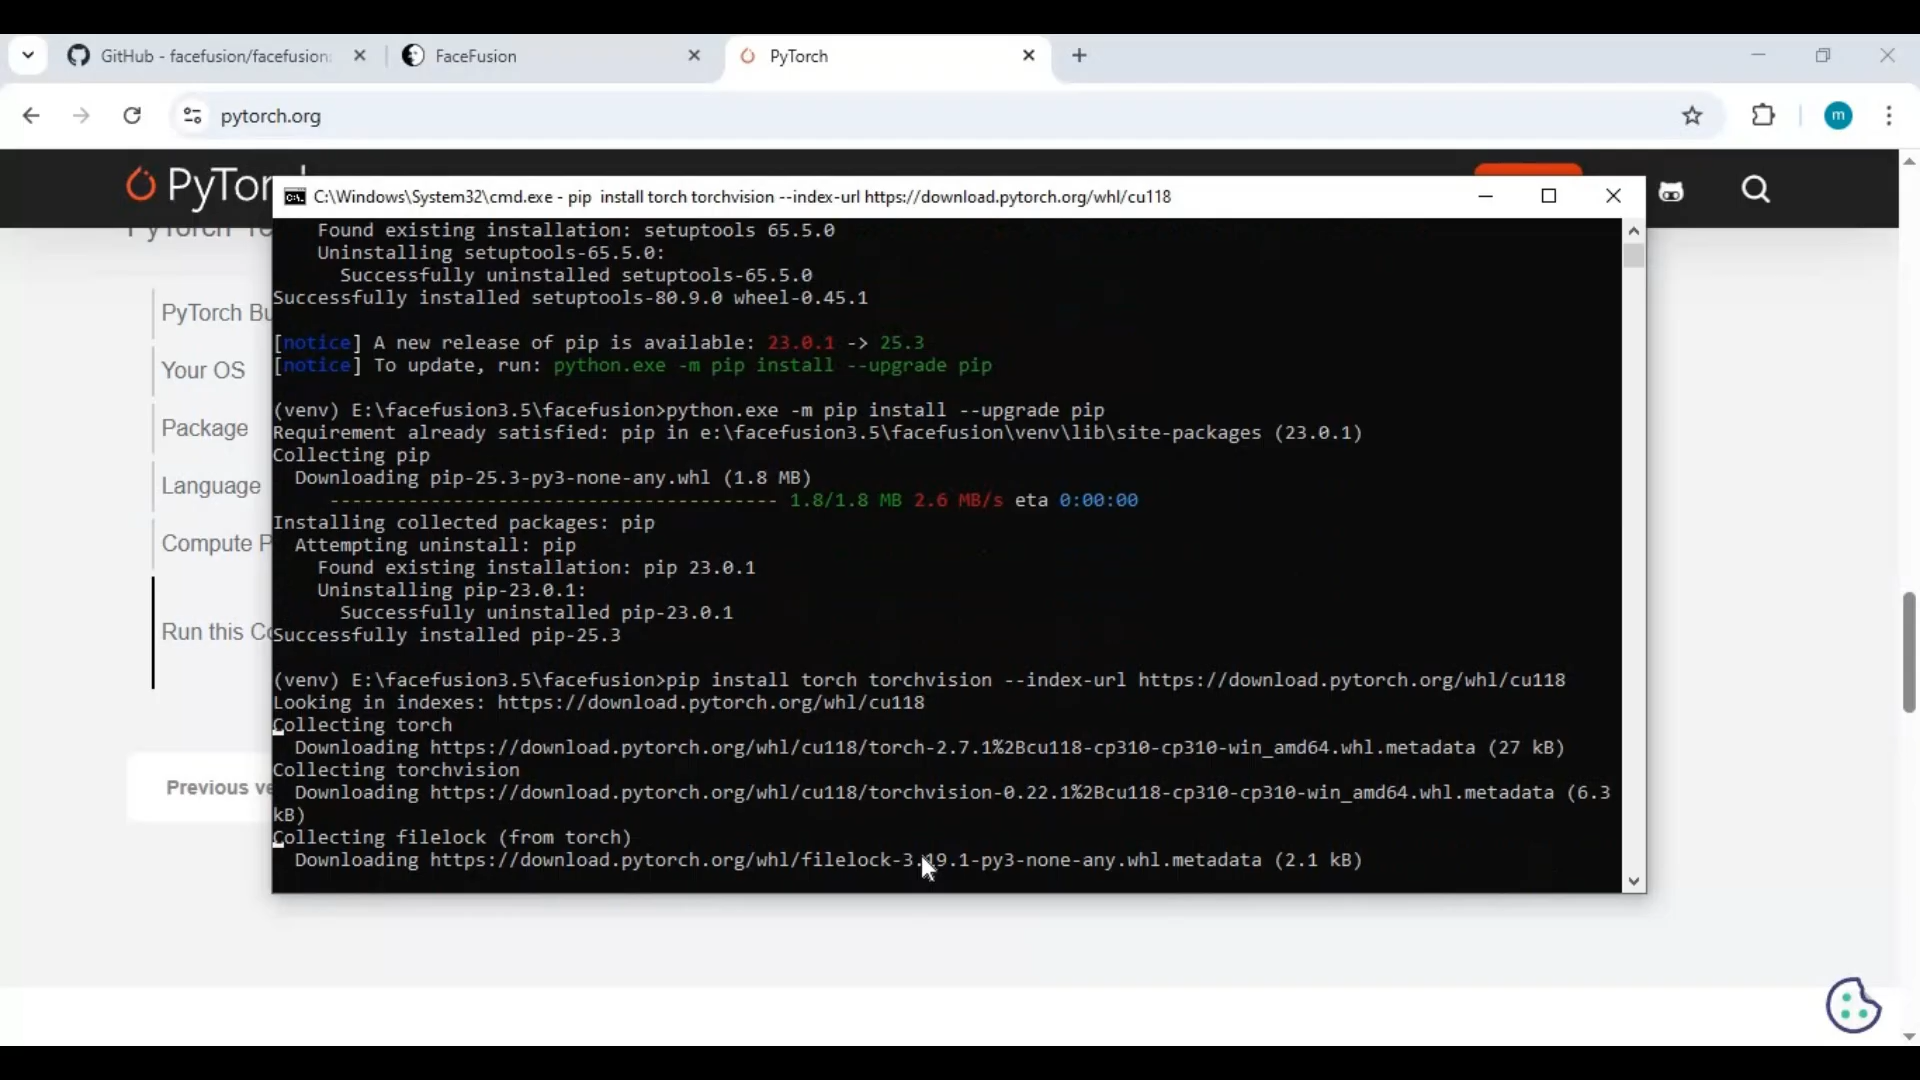 GitHub - facefusion/facefusion:
FaceFusion
PyTorch
pytorch.org
m
C:\Windows\System32\cmd.exe - pip  install torch torchvision --index-url https://download.pytorch.org/whl/cu118
Found existing installation: setuptools 65.5.0
Uninstalling setuptools-65.5.0:
Successfully uninstalled setuptools-65.5.0
Successfully installed setuptools-80.9.0 wheel-0.45.1
[notice] A new release of pip is available: 23.0.1 -> 25.3
[notice] To update, run: python.exe -m pip install --upgrade pip
(venv) E:\facefusion3.5\facefusion>python.exe -m pip install --upgrade pip
Requirement already satisfied: pip in e:\facefusion3.5\facefusion\venv\lib\site-packages (23.0.1)
Collecting pip
Downloading pip-25.3-py3-none-any.whl (1.8 MB)
---------------------------------------- 1.8/1.8 MB 2.6 MB/s eta 0:00:00
Installing collected packages: pip
Attempting uninstall: pip
Found existing installation: pip 23.0.1
Uninstalling pip-23.0.1:
Successfully uninstalled pip-23.0.1
Successfully installed pip-25.3
(venv) E:\facefusion3.5\facefusion>pip install torch torchvision --index-url https://download.pytorch.org/whl/cu118
Looking in indexes: https://download.pytorch.org/whl/cu118
Collecting torch
Downloading https://download.pytorch.org/whl/cu118/torch-2.7.1%2Bcu118-cp310-cp310-win_amd64.whl.metadata (27 kB)
Collecting torchvision
Downloading https://download.pytorch.org/whl/cu118/torchvision-0.22.1%2Bcu118-cp310-cp310-win_amd64.whl.metadata (6.3
kB)
Collecting filelock (from torch)
Downloading https://download.pytorch.org/whl/filelock-3.19.1-py3-none-any.whl.metadata (2.1 kB)
PyTor
PyTorch Bu
Your OS
Package
Language
Compute P
Run this Co
Previous ve